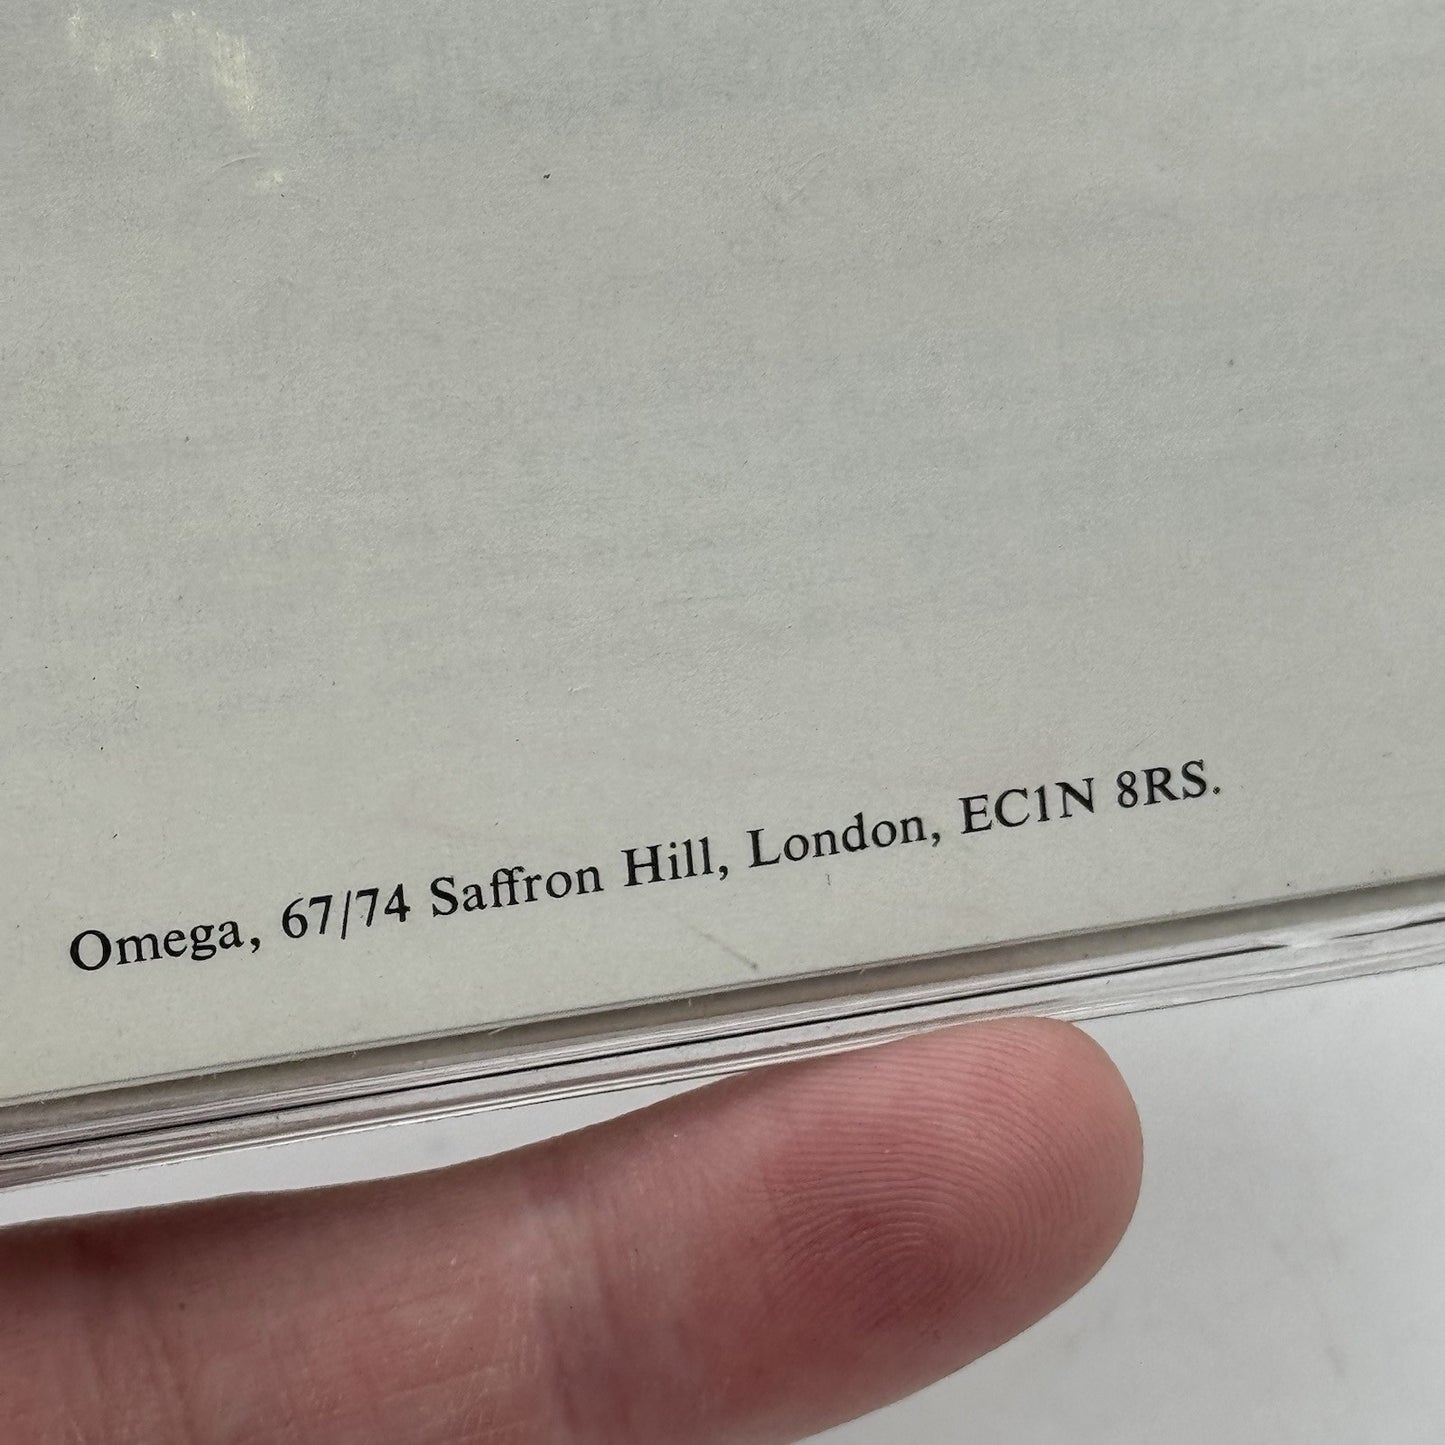 Omega, 67/74 Saffron Hill, London, EC1N 8RS.